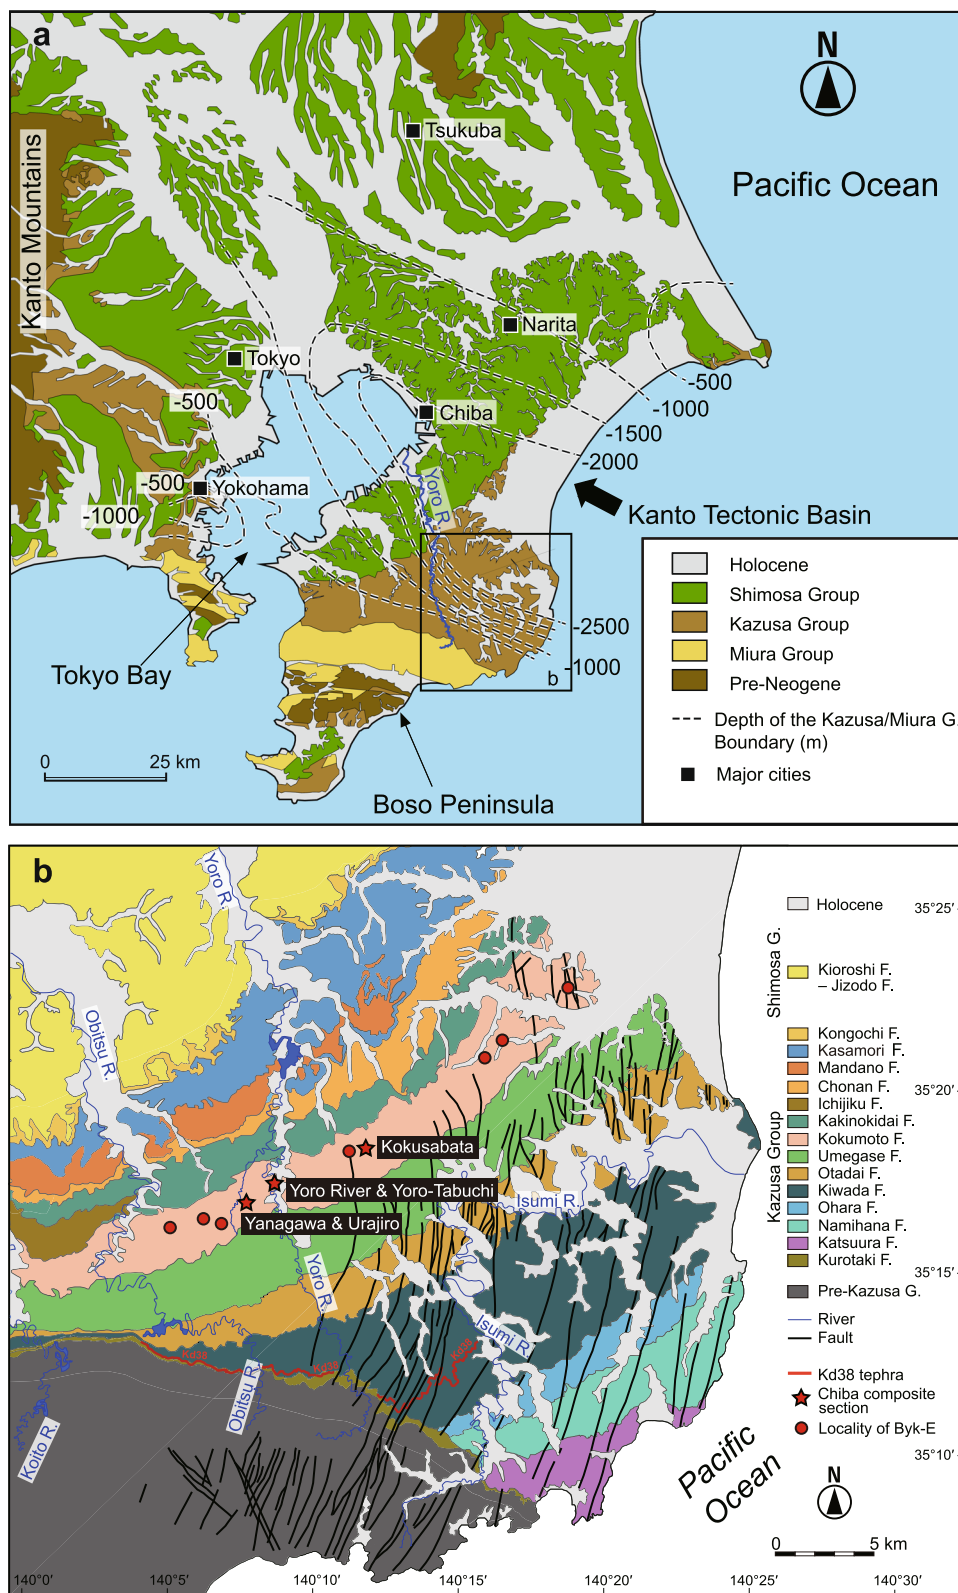 a
N
Tsukuba
Pacific Ocean
Kanto Mountains
Narita
Tokyo
-500
-500
-1000
Chiba
-1500
-2000
-500
Yokohama
Yoro R.
-1000
Kanto Tectonic Basin
Holocene
Shimosa Group
Kazusa Group
Miura Group
Pre-Neogene
Depth of the Kazusa/Miura G.
Boundary (m)
Major cities
-2500
-1000
b
Tokyo Bay
0 25 km
Boso Peninsula
b
Yoro R.
Obitsu R.
Kokusabata
Yoro River & Yoro-Tabuchi
Yanagawa & Urajiro
Isumi R.
Yoro R.
Isumi R.
Kd38
Kd38
Kd38
Obitsu R.
Koito R.
Pacific
Ocean
Shimosa G.
Kazusa Group
Holocene
Kioroshi F.
– Jizodo F.
Kongochi F.
Kasamori F.
Mandano F.
Chonan F.
Ichijiku F.
Kakinokidai F.
Kokumoto F.
Umegase F.
Otadai F.
Kiwada F.
Ohara F.
Namihana F.
Katsuura F.
Kurotaki F.
Pre-Kazusa G.
River
Fault
Kd38 tephra
Chiba composite
section
Locality of Byk-E
N
0 5 km
35°25′
35°20′
35°15′
35°10′
140°0′ 140°5′ 140°10′ 140°15′ 140°20′ 140°25′ 140°30′